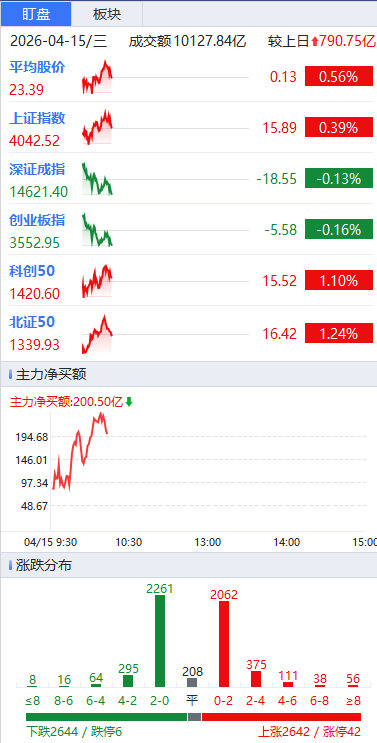 盯盘 板块
2026-04-15/三 成交额10127.84亿 较上日790.75亿
平均股价
23.39 0.13 0.56%
上证指数
4042.52 15.89 0.39%
深证成指
14621.40 -18.55 -0.13%
创业板指
3552.95 -5.58 -0.16%
科创50
1420.60 15.52 1.10%
北证50
1339.93 16.42 1.24%
主力净买额
主力净买额:200.50亿
194.68
146.01
97.34
48.67
04/15 9:30 10:30 13:00 14:00 15:00
涨跌分布
8 16 64 295 2261 208 2062 375 111 38 56
≤8 8-6 6-4 4-2 2-0 平 0-2 2-4 4-6 6-8 ≥8
下跌2644 / 跌停6 上涨2642 / 涨停42